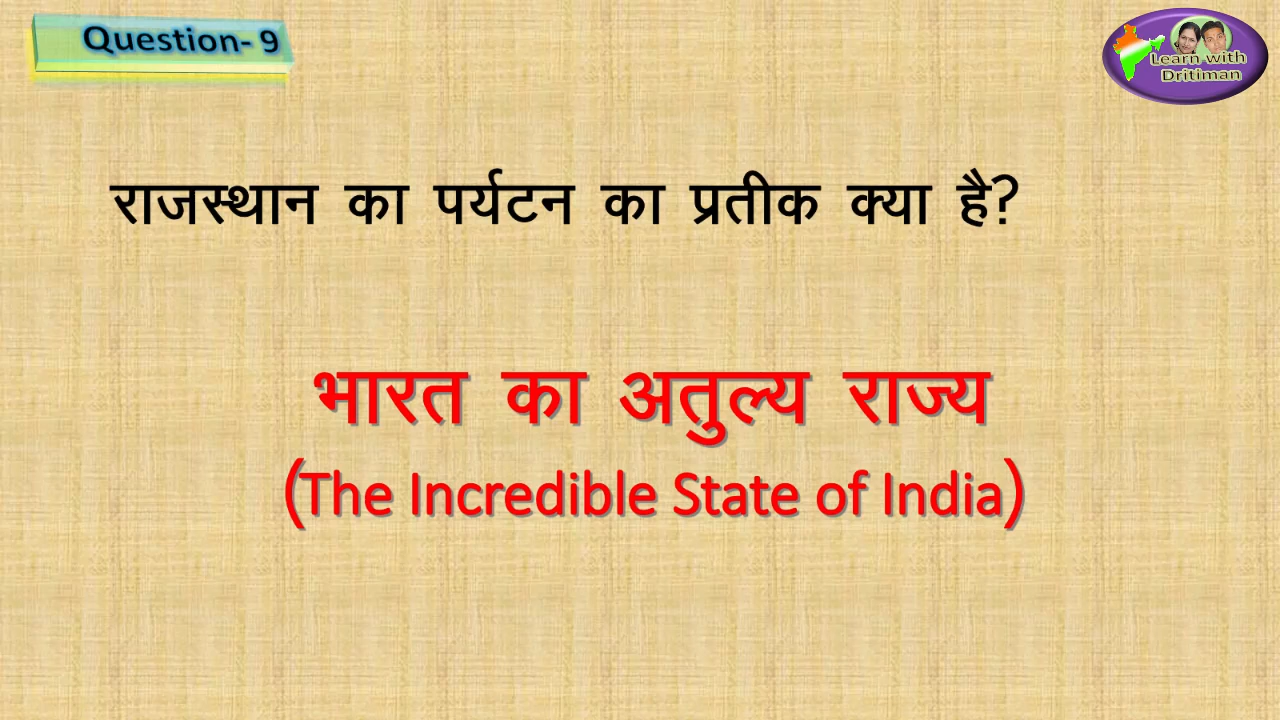 Question- 9
Learn with
Dritiman
राजस्थान का पर्यटन का प्रतीक क्या है?
भारत का अतुल्य राज्य
(The Incredible State of India)